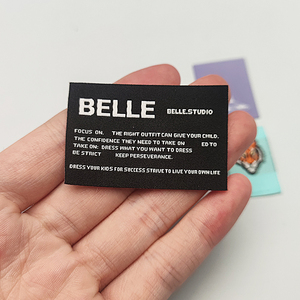 BELLE
BELLE.STUDIO
FOCUS ON. THE RIGHT OUTFIT CAN GIVE YOUR CHILD.
THE CONFIDENCE THEY NEED TO TAKE ON ED TO
TAKE ON: DRESS WHAT YOU WANT TO DRESS
BE STRICT KEEP PERSEVERANCE.
DRESS YOUR KIDS FOR SUCCESS STRIVE TO LIVE YOUR OWN LIFE